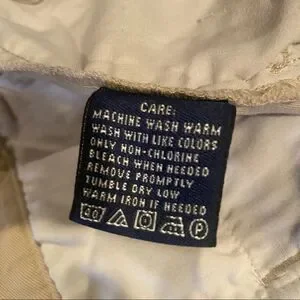 CARE:
MACHINE WASH WARM
WASH WITH LIKE COLORS
ONLY NON-CHLORINE
BLEACH WHEN NEEDED
REMOVE PROMPTLY
TUMBLE DRY LOW
WARM IRON IF NEEDED
P